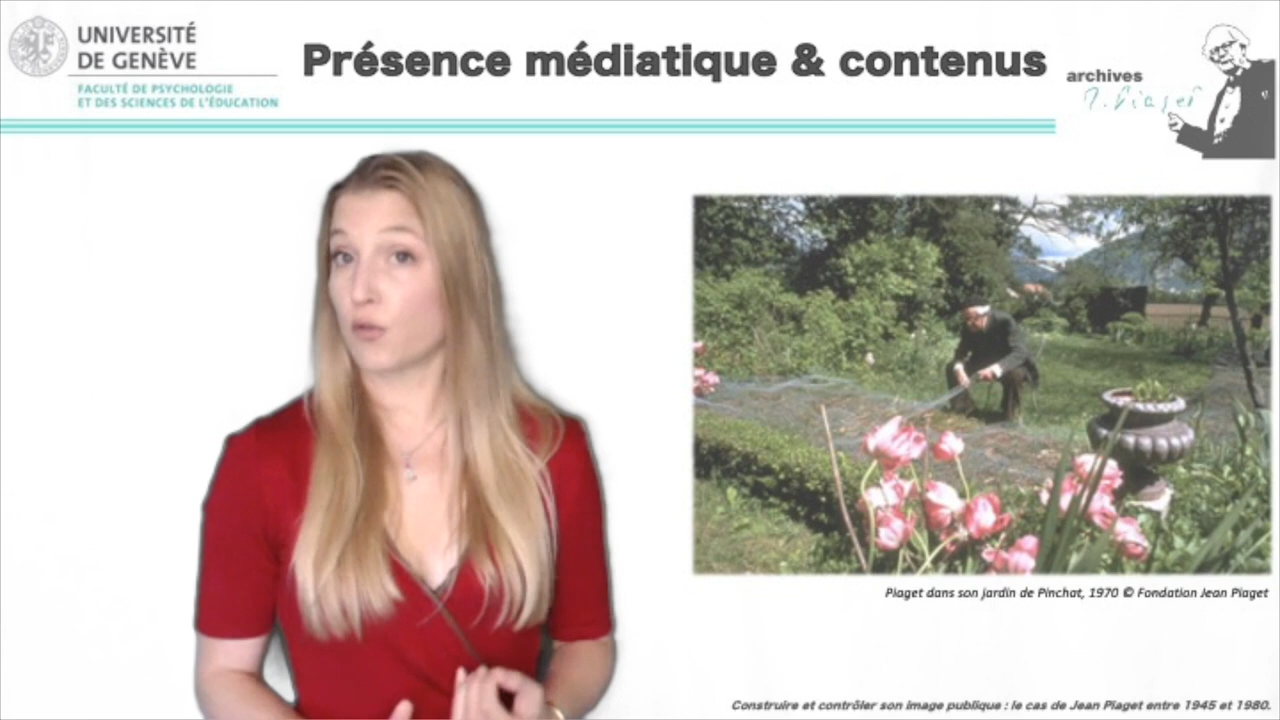 UNIVERSITÉ
DE GENÈVE
FACULTÉ DE PSYCHOLOGIE
ET DES SCIENCES DE L'ÉDUCATION
Présence médiatique & contenus
archives
J. Piaget
Piaget dans son jardin de Pinchat, 1970 © Fondation Jean Piaget
Construire et contrôler son image publique : le cas de Jean Piaget entre 1945 et 1980.